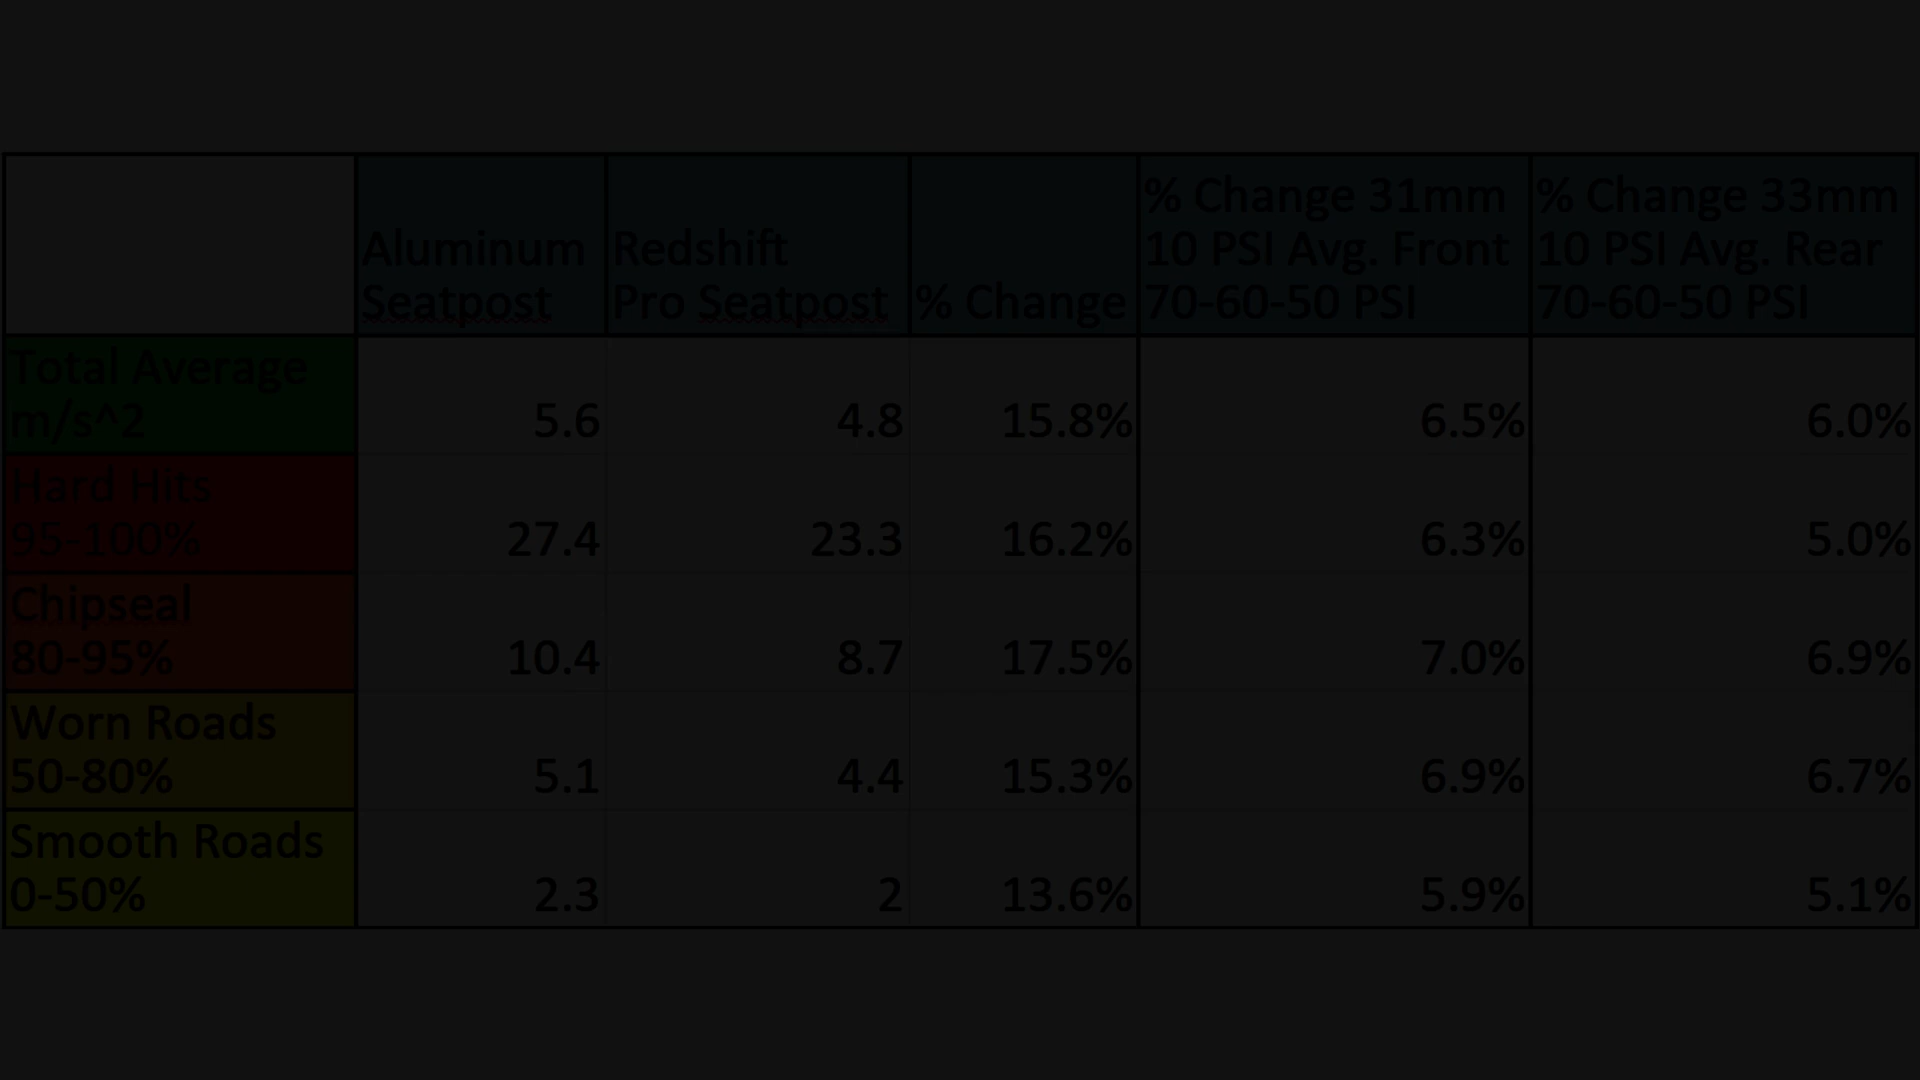 Aluminum
Seatpost
Redshift
Pro Seatpost
% Change
% Change 31mm
10 PSI Avg. Front
70-60-50 PSI
% Change 33mm
10 PSI Avg. Rear
70-60-50 PSI
Total Average
m/s^2
5.6
4.8
15.8%
6.5%
6.0%
Hard Hits
95-100%
27.4
23.3
16.2%
6.3%
5.0%
Chipseal
80-95%
10.4
8.7
17.5%
7.0%
6.9%
Worn Roads
50-80%
5.1
4.4
15.3%
6.9%
6.7%
Smooth Roads
0-50%
2.3
2
13.6%
5.9%
5.1%